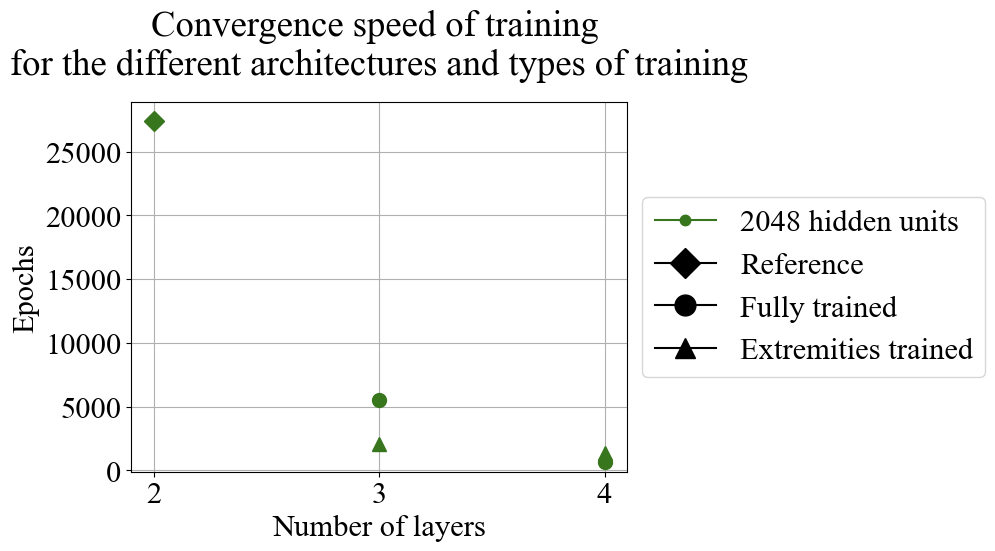 Convergence speed of training
for the different architectures and types of training
25000
20000
15000
10000
5000
0
Epochs
2
3
4
Number of layers
2048 hidden units
Reference
Fully trained
Extremities trained